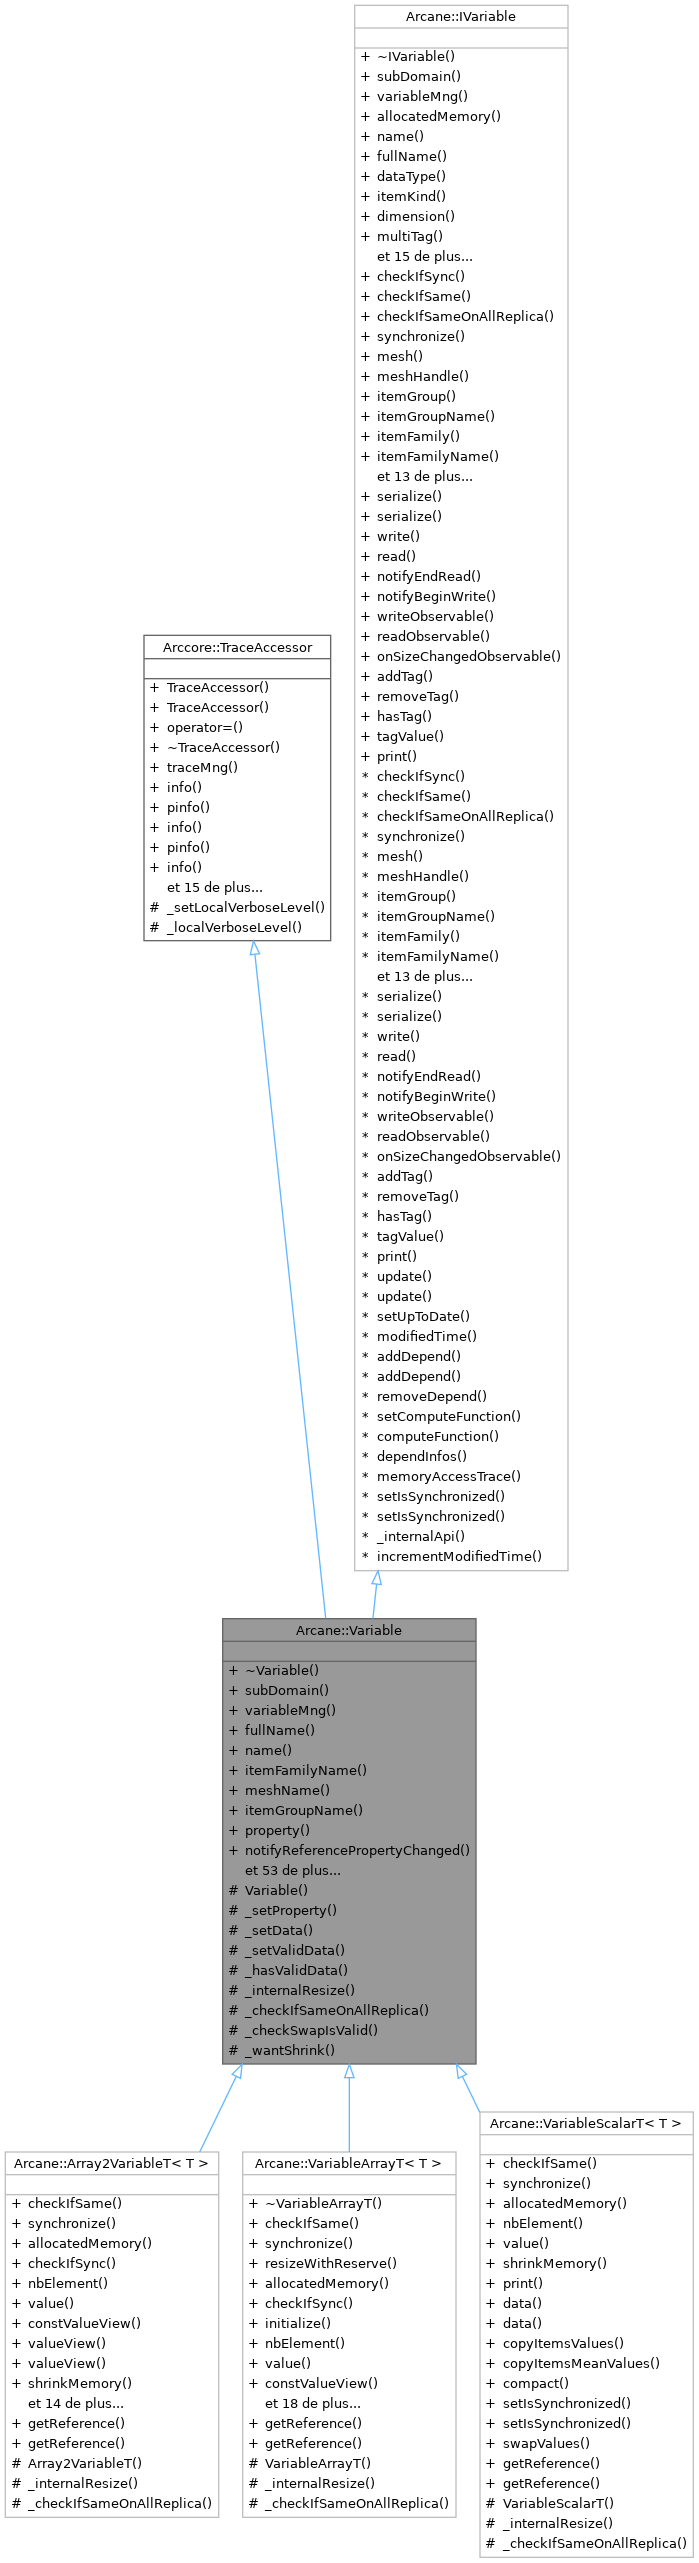 Arcane::IVariable
+ ~IVariable()
+ subDomain()
+ variableMng()
+ allocatedMemory()
+ name()
+ fullName()
+ dataType()
+ itemKind()
+ dimension()
+ multiTag()
et 15 de plus...
+ checkIfSync()
+ checkIfSame()
+ checkIfSameOnAllReplica()
+ synchronize()
+ mesh()
+ meshHandle()
+ itemGroup()
+ itemGroupName()
+ itemFamily()
+ itemFamilyName()
et 13 de plus...
+ serialize()
+ serialize()
+ write()
+ read()
+ notifyEndRead()
+ notifyBeginWrite()
+ writeObservable()
+ readObservable()
+ onSizeChangedObservable()
+ addTag()
+ removeTag()
+ hasTag()
+ tagValue()
+ print()
* checkIfSync()
* checkIfSame()
* checkIfSameOnAllReplica()
* synchronize()
* mesh()
* meshHandle()
* itemGroup()
* itemGroupName()
* itemFamily()
* itemFamilyName()
et 13 de plus...
* serialize()
* serialize()
* write()
* read()
* notifyEndRead()
* notifyBeginWrite()
* writeObservable()
* readObservable()
* onSizeChangedObservable()
* addTag()
* removeTag()
* hasTag()
* tagValue()
* print()
* update()
* update()
* setUpToDate()
* modifiedTime()
* addDepend()
* addDepend()
* removeDepend()
* setComputeFunction()
* computeFunction()
* dependInfos()
* memoryAccessTrace()
* setIsSynchronized()
* setIsSynchronized()
* _internalApi()
* incrementModifiedTime()
Arccore::TraceAccessor
+ TraceAccessor()
+ TraceAccessor()
+ operator=()
+ ~TraceAccessor()
+ traceMng()
+ info()
+ pinfo()
+ info()
+ pinfo()
+ info()
et 15 de plus...
# _setLocalVerboseLevel()
# _localVerboseLevel()
Arcane::Variable
+ ~Variable()
+ subDomain()
+ variableMng()
+ fullName()
+ name()
+ itemFamilyName()
+ meshName()
+ itemGroupName()
+ property()
+ notifyReferencePropertyChanged()
et 53 de plus...
# Variable()
# _setProperty()
# _setData()
# _setValidData()
# _hasValidData()
# _internalResize()
# _checkIfSameOnAllReplica()
# _checkSwapIsValid()
# _wantShrink()
Arcane::Array2VariableT< T >
+ checkIfSame()
+ synchronize()
+ allocatedMemory()
+ checkIfSync()
+ nbElement()
+ value()
+ constValueView()
+ valueView()
+ valueView()
+ shrinkMemory()
et 14 de plus...
+ getReference()
+ getReference()
# Array2VariableT()
# _internalResize()
# _checkIfSameOnAllReplica()
Arcane::VariableArrayT< T >
+ ~VariableArrayT()
+ checkIfSame()
+ synchronize()
+ resizeWithReserve()
+ allocatedMemory()
+ checkIfSync()
+ initialize()
+ nbElement()
+ value()
+ constValueView()
et 18 de plus...
+ getReference()
+ getReference()
# VariableArrayT()
# _internalResize()
# _checkIfSameOnAllReplica()
Arcane::VariableScalarT< T >
+ checkIfSame()
+ synchronize()
+ allocatedMemory()
+ nbElement()
+ value()
+ shrinkMemory()
+ print()
+ data()
+ data()
+ copyItemsValues()
+ copyItemsMeanValues()
+ compact()
+ setIsSynchronized()
+ setIsSynchronized()
+ swapValues()
+ getReference()
+ getReference()
# VariableScalarT()
# _internalResize()
# _checkIfSameOnAllReplica()